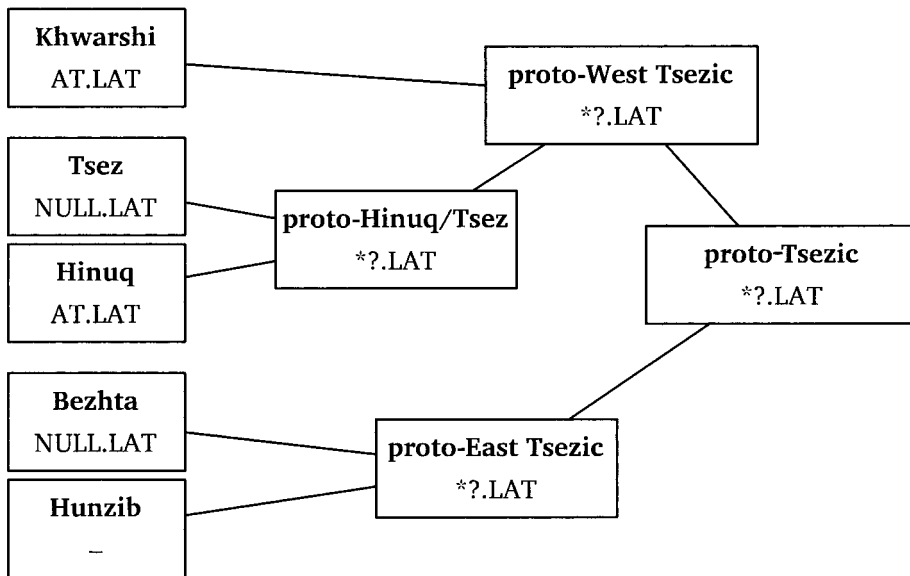 Khwarshi
AT.LAT
proto-West Tsezic
*?.LAT
Tsez
NULL.LAT
proto-Hinuq/Tsez
*?.LAT
Hinuq
AT.LAT
proto-Tsezic
*?.LAT
Bezhta
NULL.LAT
proto-East Tsezic
*?.LAT
Hunzib
–